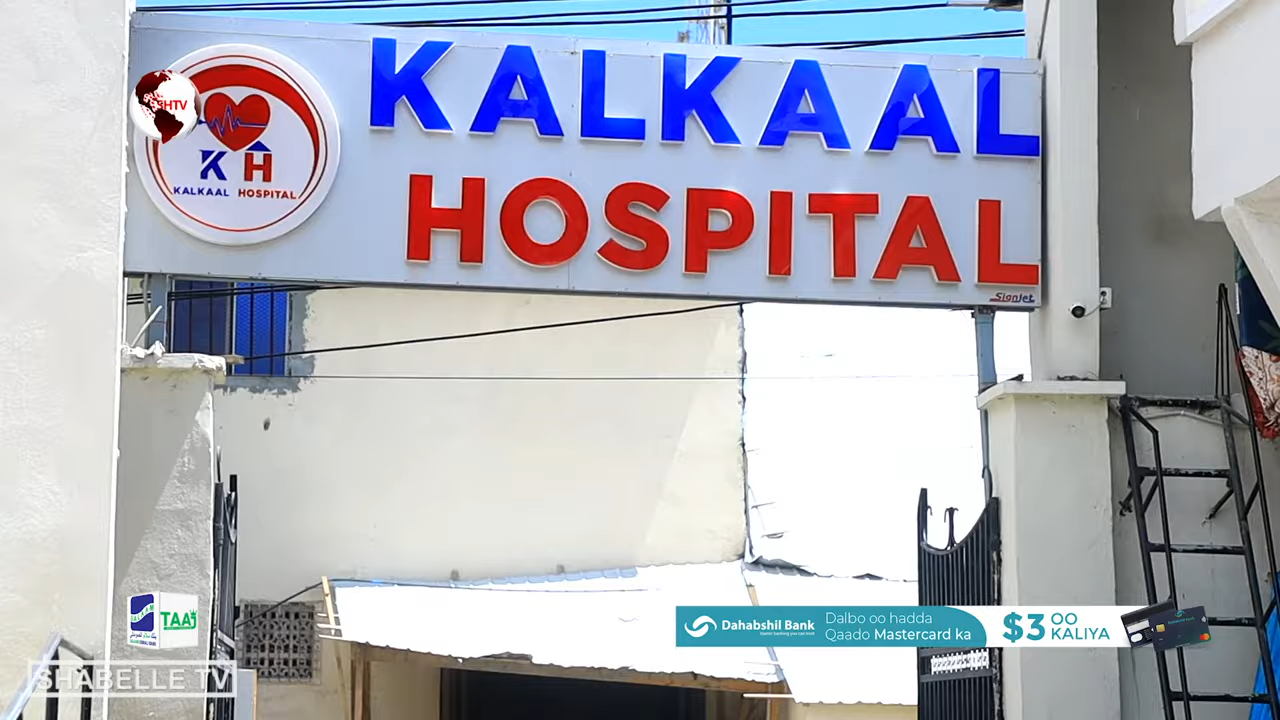 KALKAAL
HOSPITAL
SHTV
K H
KALKAAL HOSPITAL
SignJet
SALAAM
TAAJ
Dahabshil Bank
Dalbo oo hadda
Qaado Mastercard ka
$3 OO
KALIYA
SHABELLE TV